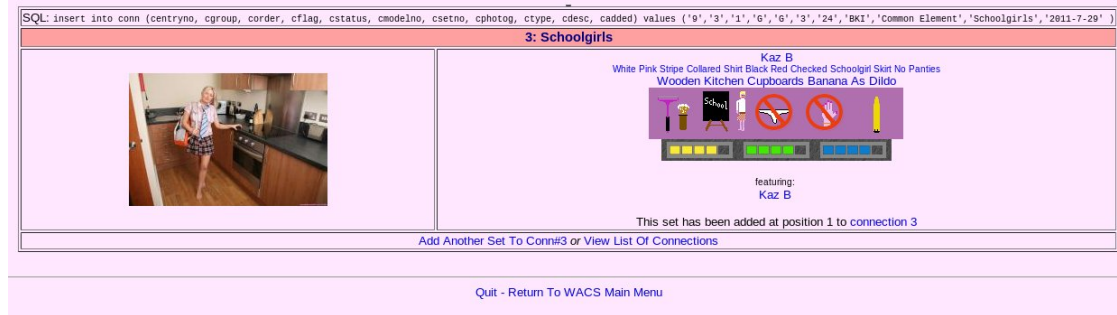 SQL: insert into conn (centryno, cgroup, corder, cflag, cstatus, cmodelno, csetno, cphotog, ctype, cdesc, cadded) values ('9','3','1','G','G','3','24','BKI','Common Element','Schoolgirls','2011-7-29' )
3: Schoolgirls
Kaz B
White Pink Stripe Collared Shirt Black Red Checked Schoolgirl Skirt No Panties
Wooden Kitchen Cupboards Banana As Dildo
School
featuring:
Kaz B
This set has been added at position 1 to connection 3
Add Another Set To Conn#3 or View List Of Connections
Quit - Return To WACS Main Menu